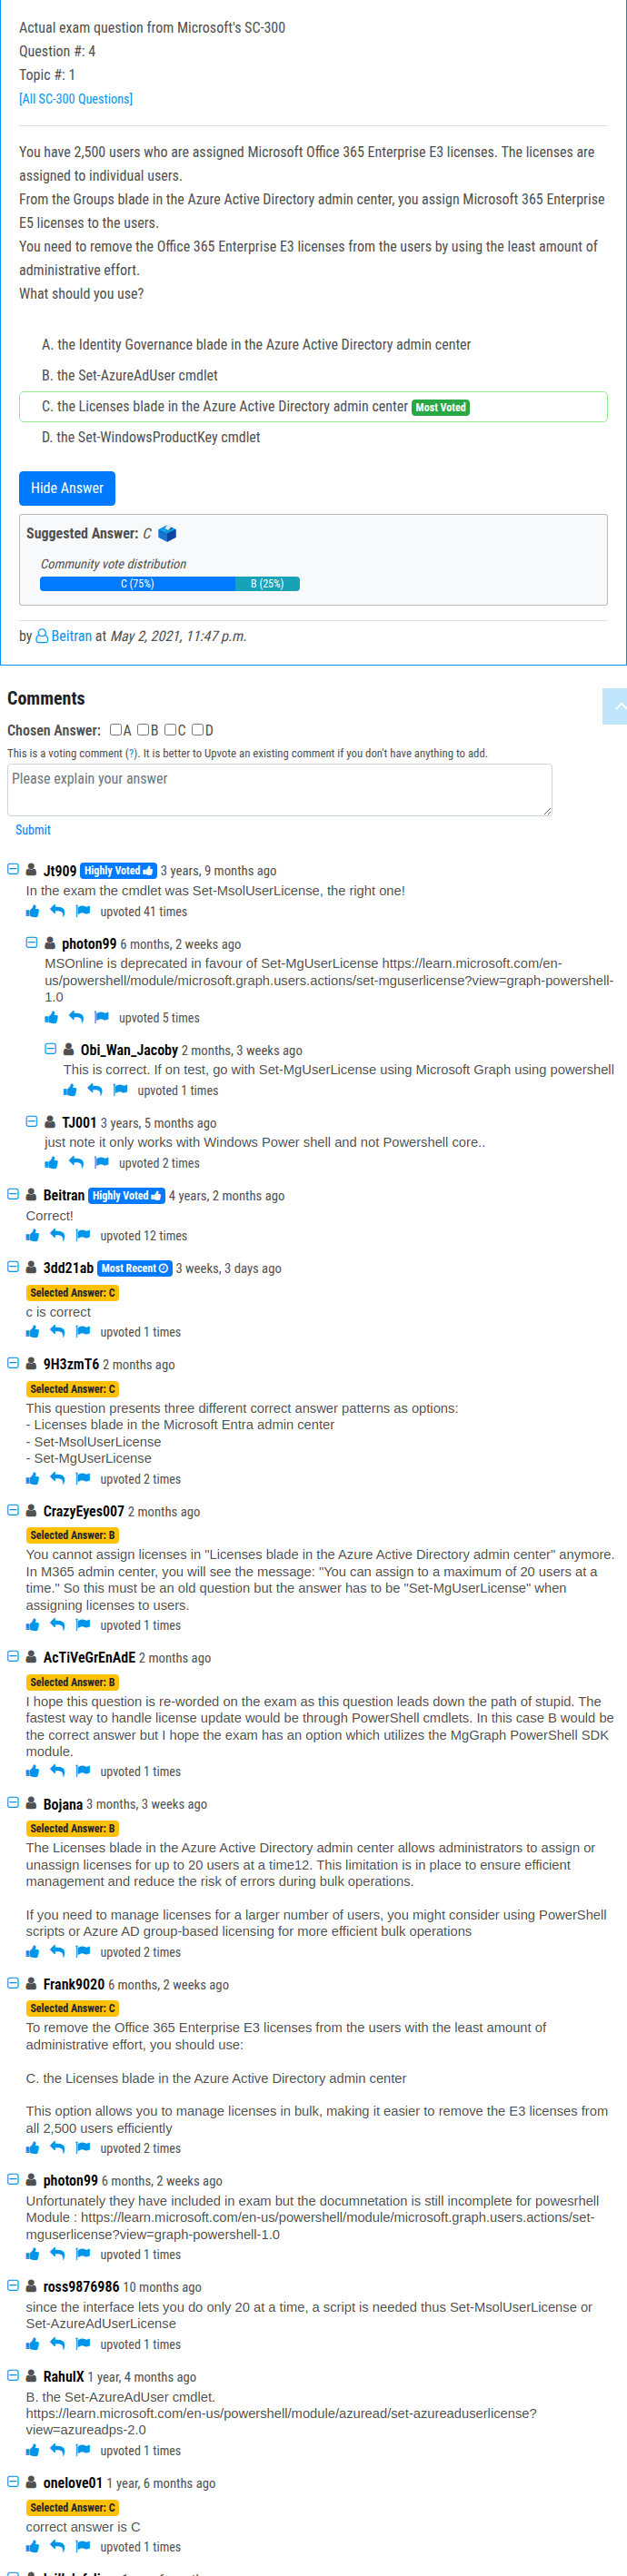 Actual exam question from Microsoft's SC-300
Question #: 4
Topic #: 1
[All SC-300 Questions]
You have 2,500 users who are assigned Microsoft Office 365 Enterprise E3 licenses. The licenses are
assigned to individual users.
From the Groups blade in the Azure Active Directory admin center, you assign Microsoft 365 Enterprise
E5 licenses to the users.
You need to remove the Office 365 Enterprise E3 licenses from the users by using the least amount of
administrative effort.
What should you use?
A. the Identity Governance blade in the Azure Active Directory admin center
B. the Set-AzureAdUser cmdlet
C. the Licenses blade in the Azure Active Directory admin center Most Voted
D. the Set-WindowsProductKey cmdlet
Hide Answer
Suggested Answer: C
Community vote distribution
C (75%) B (25%)
by Beitran at May 2, 2021, 11:47 p.m.
Comments
Chosen Answer: A B C D
This is a voting comment (?). It is better to Upvote an existing comment if you don't have anything to add.
Please explain your answer
Submit
Jt909 Highly Voted 3 years, 9 months ago
In the exam the cmdlet was Set-MsolUserLicense, the right one!
upvoted 41 times
photon99 6 months, 2 weeks ago
MSOnline is deprecated in favour of Set-MgUserLicense https://learn.microsoft.com/en-
us/powershell/module/microsoft.graph.users.actions/set-mguserlicense?view=graph-powershell-
1.0
upvoted 5 times
Obi_Wan_Jacoby 2 months, 3 weeks ago
This is correct. If on test, go with Set-MgUserLicense using Microsoft Graph using powershell
upvoted 1 times
TJ001 3 years, 5 months ago
just note it only works with Windows Power shell and not Powershell core..
upvoted 2 times
Beitran Highly Voted 4 years, 2 months ago
Correct!
upvoted 12 times
3dd21ab Most Recent 3 weeks, 3 days ago
Selected Answer: C
c is correct
upvoted 1 times
9H3zmT6 2 months ago
Selected Answer: C
This question presents three different correct answer patterns as options:
- Licenses blade in the Microsoft Entra admin center
- Set-MsolUserLicense
- Set-MgUserLicense
upvoted 2 times
CrazyEyes007 2 months ago
Selected Answer: B
You cannot assign licenses in "Licenses blade in the Azure Active Directory admin center" anymore.
In M365 admin center, you will see the message: "You can assign to a maximum of 20 users at a
time." So this must be an old question but the answer has to be "Set-MgUserLicense" when
assigning licenses to users.
upvoted 1 times
AcTiVeGrEnAdE 2 months ago
Selected Answer: B
I hope this question is re-worded on the exam as this question leads down the path of stupid. The
fastest way to handle license update would be through PowerShell cmdlets. In this case B would be
the correct answer but I hope the exam has an option which utilizes the MgGraph PowerShell SDK
module.
upvoted 1 times
Bojana 3 months, 3 weeks ago
Selected Answer: B
The Licenses blade in the Azure Active Directory admin center allows administrators to assign or
unassign licenses for up to 20 users at a time12. This limitation is in place to ensure efficient
management and reduce the risk of errors during bulk operations.
If you need to manage licenses for a larger number of users, you might consider using PowerShell
scripts or Azure AD group-based licensing for more efficient bulk operations
upvoted 2 times
Frank9020 6 months, 2 weeks ago
Selected Answer: C
To remove the Office 365 Enterprise E3 licenses from the users with the least amount of
administrative effort, you should use:
C. the Licenses blade in the Azure Active Directory admin center
This option allows you to manage licenses in bulk, making it easier to remove the E3 licenses from
all 2,500 users efficiently
upvoted 2 times
photon99 6 months, 2 weeks ago
Unfortunately they have included in exam but the documnetation is still incomplete for powesrhell
Module : https://learn.microsoft.com/en-us/powershell/module/microsoft.graph.users.actions/set-
mguserlicense?view=graph-powershell-1.0
upvoted 1 times
ross9876986 10 months ago
since the interface lets you do only 20 at a time, a script is needed thus Set-MsolUserLicense or
Set-AzureAdUserLicense
upvoted 1 times
RahulX 1 year, 4 months ago
B. the Set-AzureAdUser cmdlet.
https://learn.microsoft.com/en-us/powershell/module/azuread/set-azureaduserlicense?
view=azureadps-2.0
upvoted 1 times
onelove01 1 year, 6 months ago
Selected Answer: C
correct answer is C
upvoted 1 times